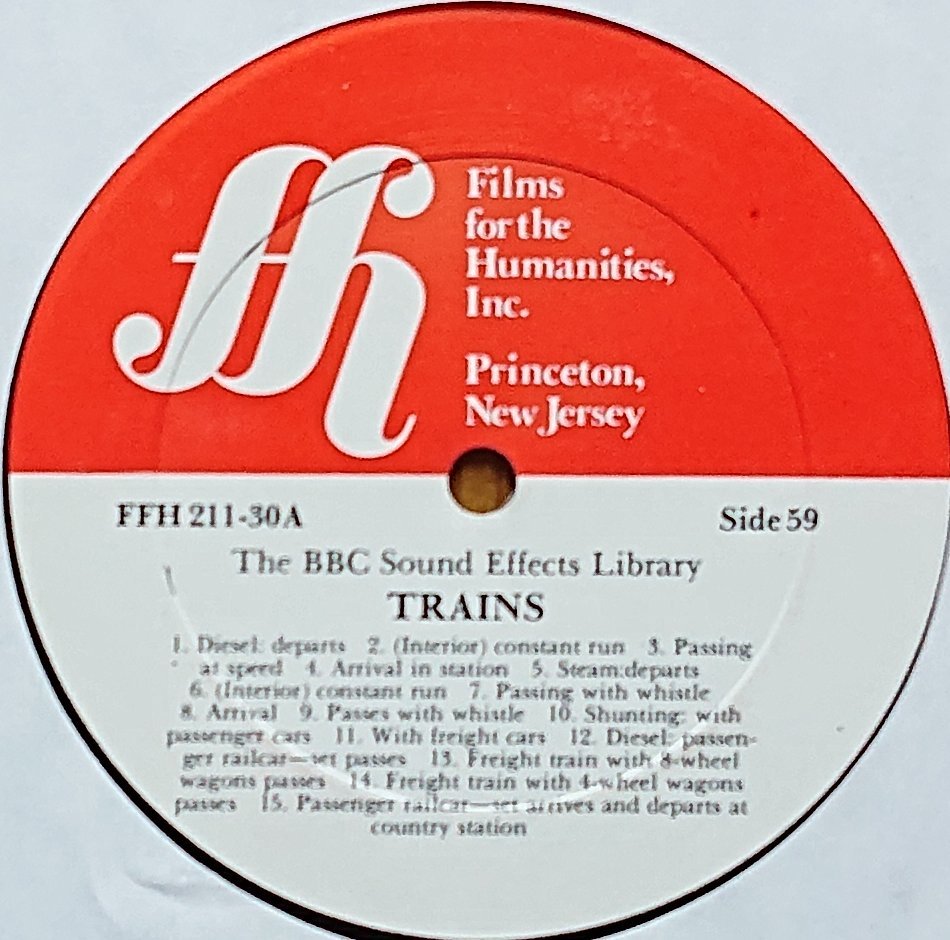 ffh
Films
for the
Humanities,
Inc.
Princeton,
New Jersey
FFH 211-30A
Side 59
The BBC Sound Effects Library
TRAINS
1. Diesel: departs 2. (Interior) constant run 3. Passing
at speed 4. Arrival in station 5. Steam:departs
6. (Interior) constant run 7. Passing with whistle
8. Arrival 9. Passes with whistle 10. Shunting: with
passenger cars 11. With freight cars 12. Diesel: passen-
ger railcar—set passes 13. Freight train with 8-wheel
wagons passes 14. Freight train with 4-wheel wagons
passes 15. Passenger railcar—set arrives and departs at
country station